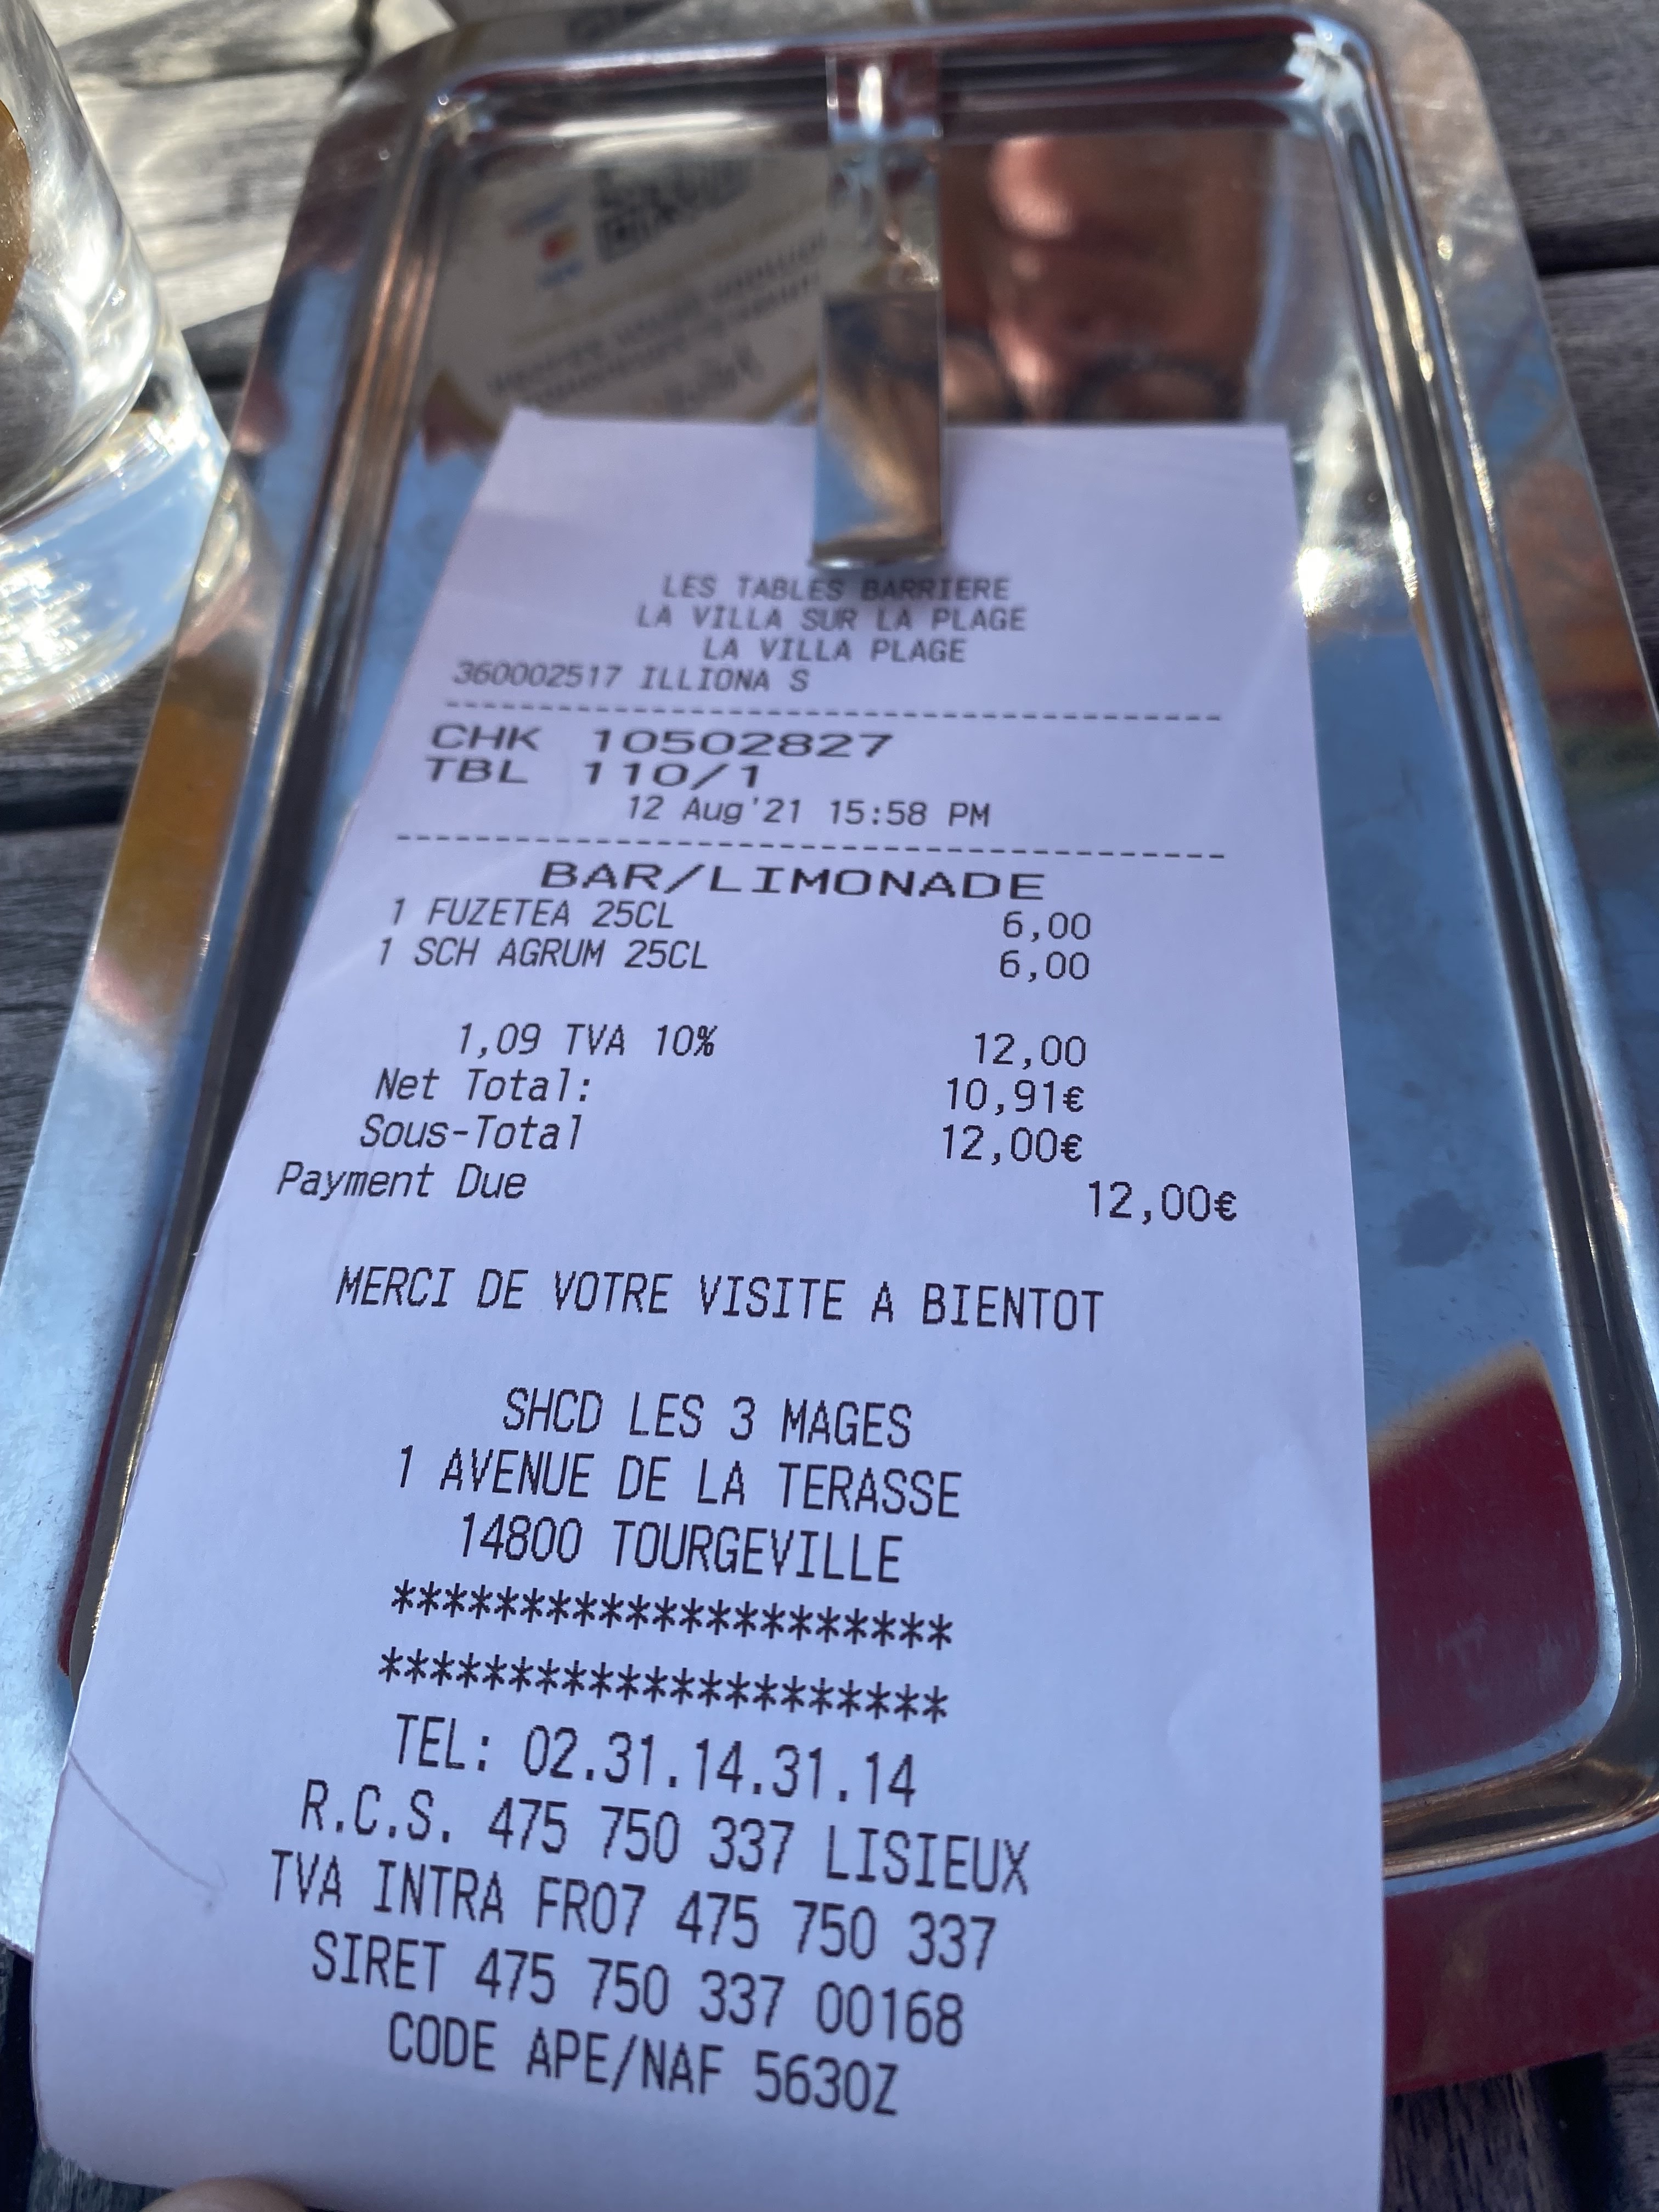 LES TABLES BARRIERE
LA VILLA SUR LA PLAGE
LA VILLA PLAGE
360002517 ILLIONA S
----------------------------------------
CHK 10502827
TBL 110/1
12 Aug'21 15:58 PM
----------------------------------------
BAR/LIMONADE
1 FUZETEA 25CL 6,00
1 SCH AGRUM 25CL 6,00
1,09 TVA 10% 12,00
Net Total: 10,91€
Sous-Total 12,00€
Payment Due 12,00€
MERCI DE VOTRE VISITE A BIENTOT
SHCD LES 3 MAGES
1 AVENUE DE LA TERASSE
14800 TOURGEVILLE
**********************
**********************
TEL: 02.31.14.31.14
R.C.S. 475 750 337 LISIEUX
TVA INTRA FR07 475 750 337
SIRET 475 750 337 00168
CODE APE/NAF 5630Z